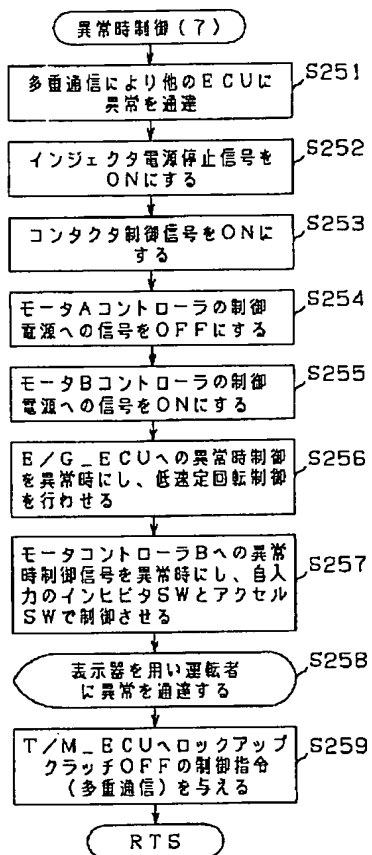 異常時制御(7)
多重通信により他のECUに
異常を通達
S251
インジェクタ電源停止信号を
ONにする
S252
コンタクタ制御信号をONに
する
S253
モータAコントローラの制御
電源への信号をOFFにする
S254
モータBコントローラの制御
電源への信号をONにする
S255
E/G_ECUへの異常時制御
を異常時にし、低速定回転制御
を行わせる
S256
モータコントローラBへの異常
時制御信号を異常時にし、自入
力のインヒビタSWとアクセル
SWで制御させる
S257
表示器を用い運転者
に異常を通達する
S258
T/M_ECUへロックアップ
クラッチOFFの制御指令
(多重通信)を与える
S259
RTS